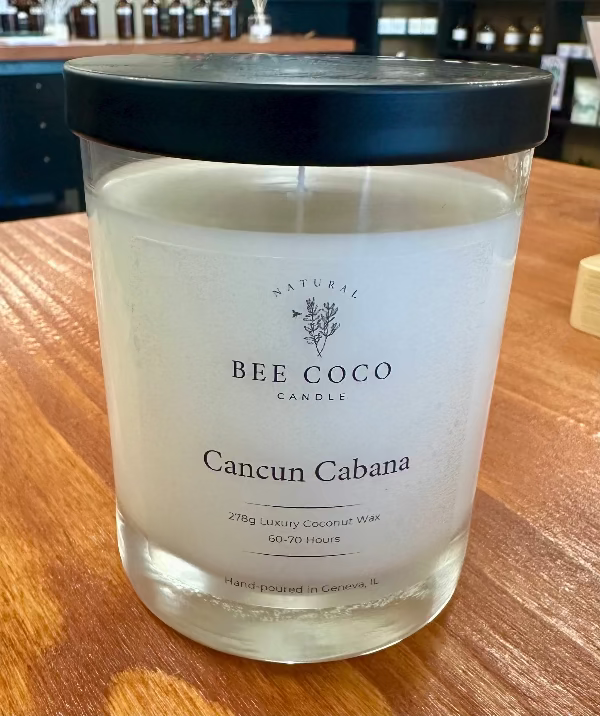 NATURAL
BEE COCO
CANDLE
Cancun Cabana
278g Luxury Coconut Wax
60-70 Hours
Hand-poured in Geneva, IL